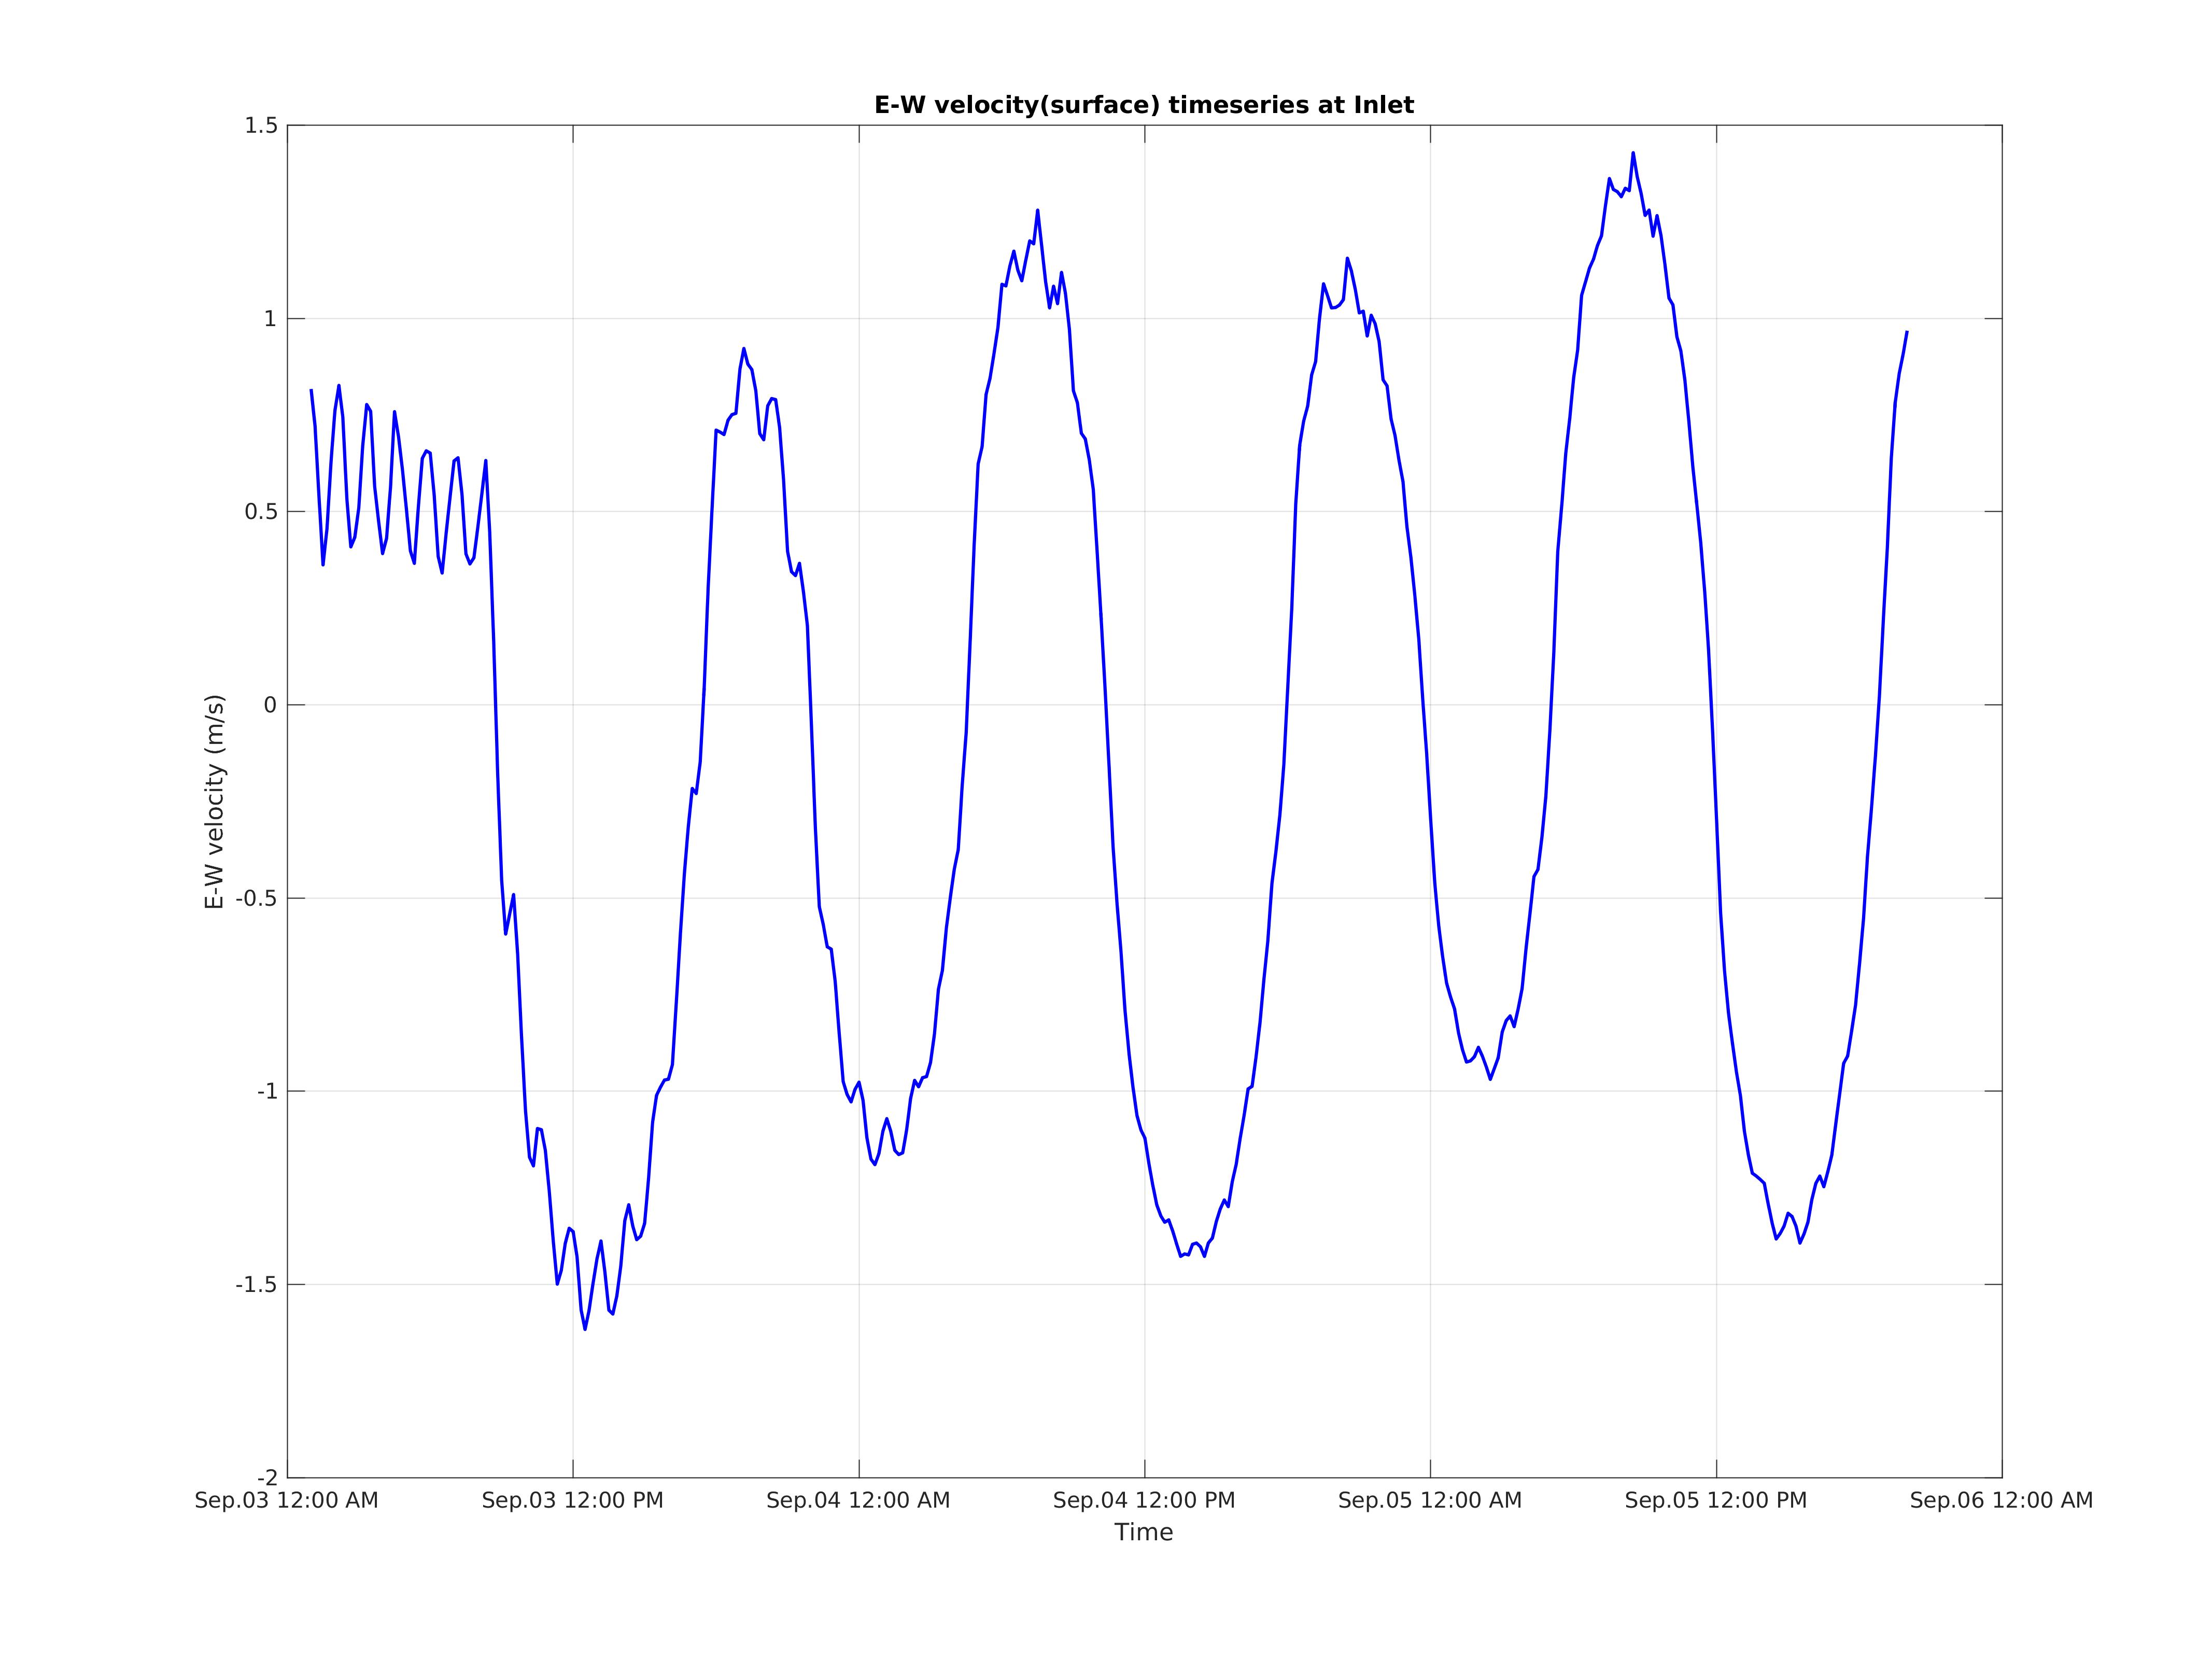 E-W velocity(surface) timeseries at Inlet
1.5
1
0.5
0
-0.5
-1
-1.5
-2
E-W velocity (m/s)
Sep.03 12:00 AM Sep.03 12:00 PM Sep.04 12:00 AM Sep.04 12:00 PM Sep.05 12:00 AM Sep.05 12:00 PM Sep.06 12:00 AM
Time